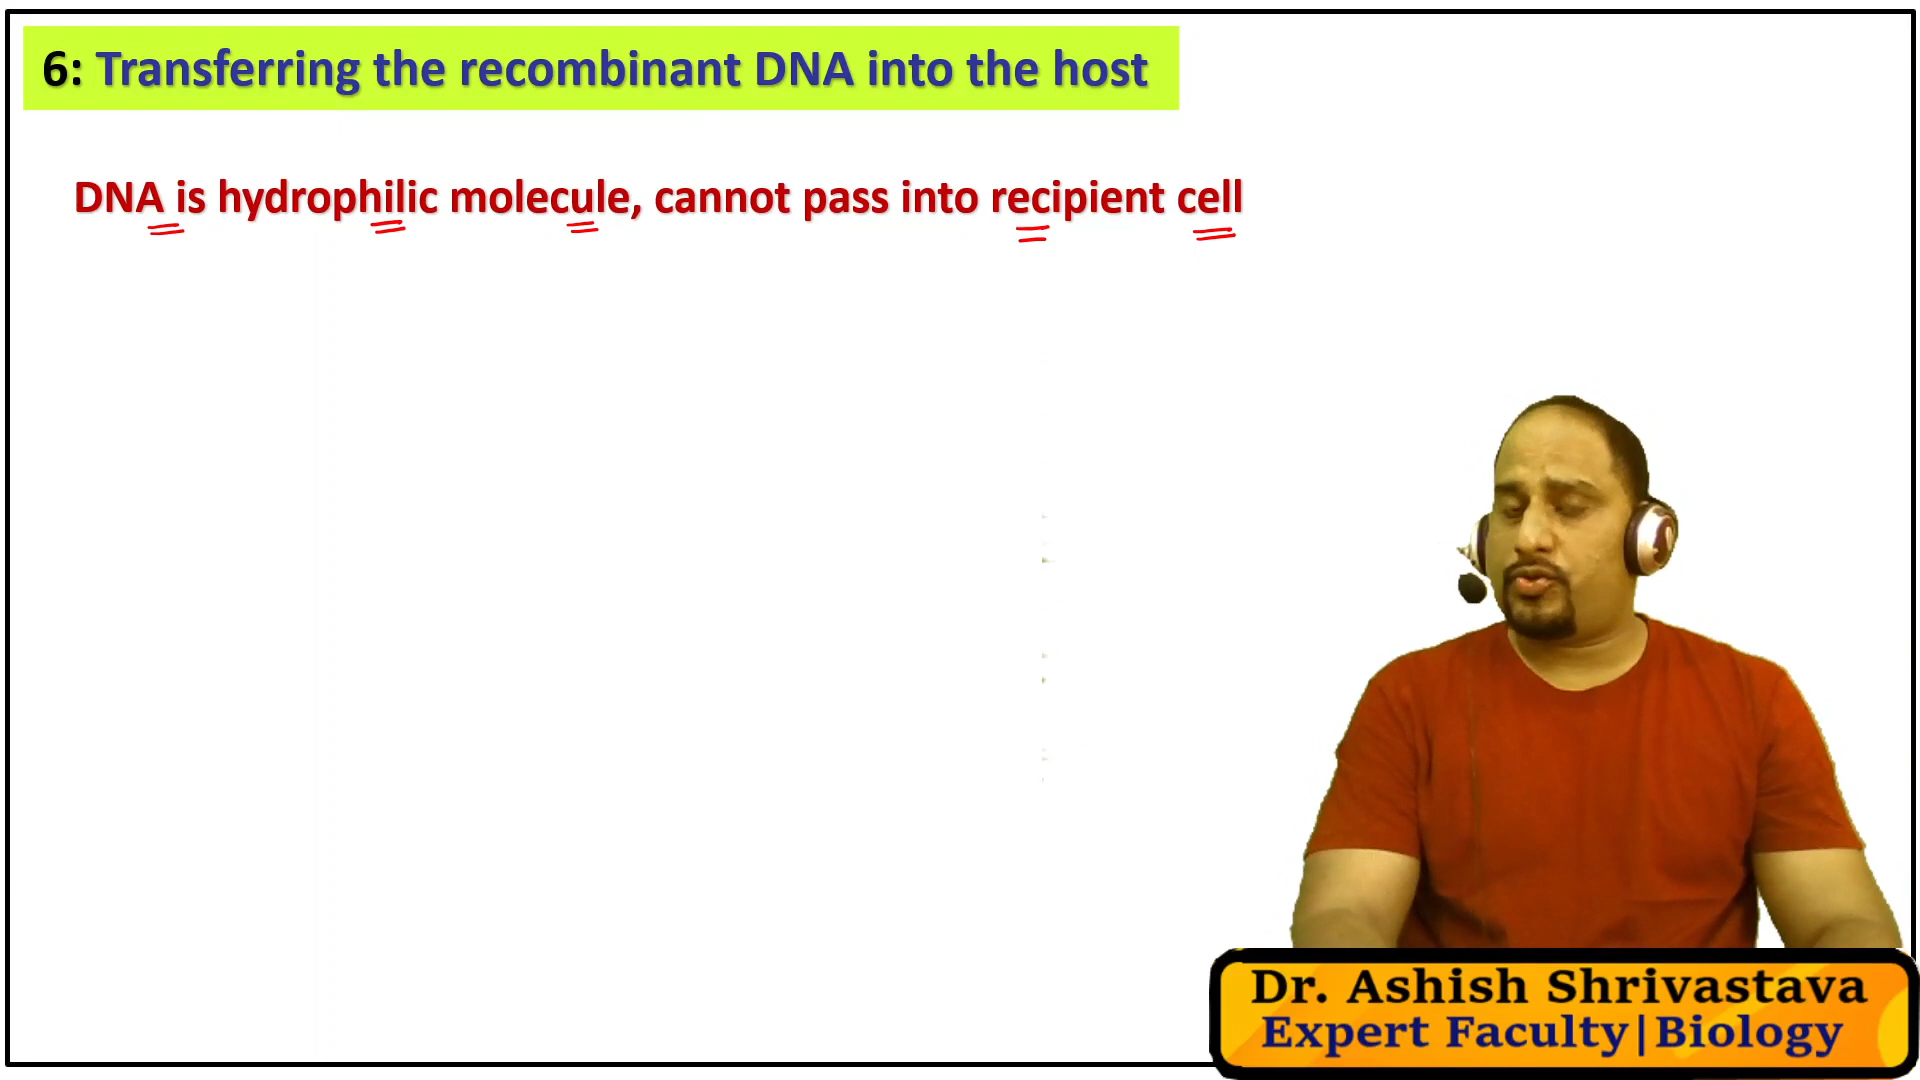 6: Transferring the recombinant DNA into the host
DNA is hydrophilic molecule, cannot pass into recipient cell
Dr. Ashish Shrivastava
Expert Faculty|Biology